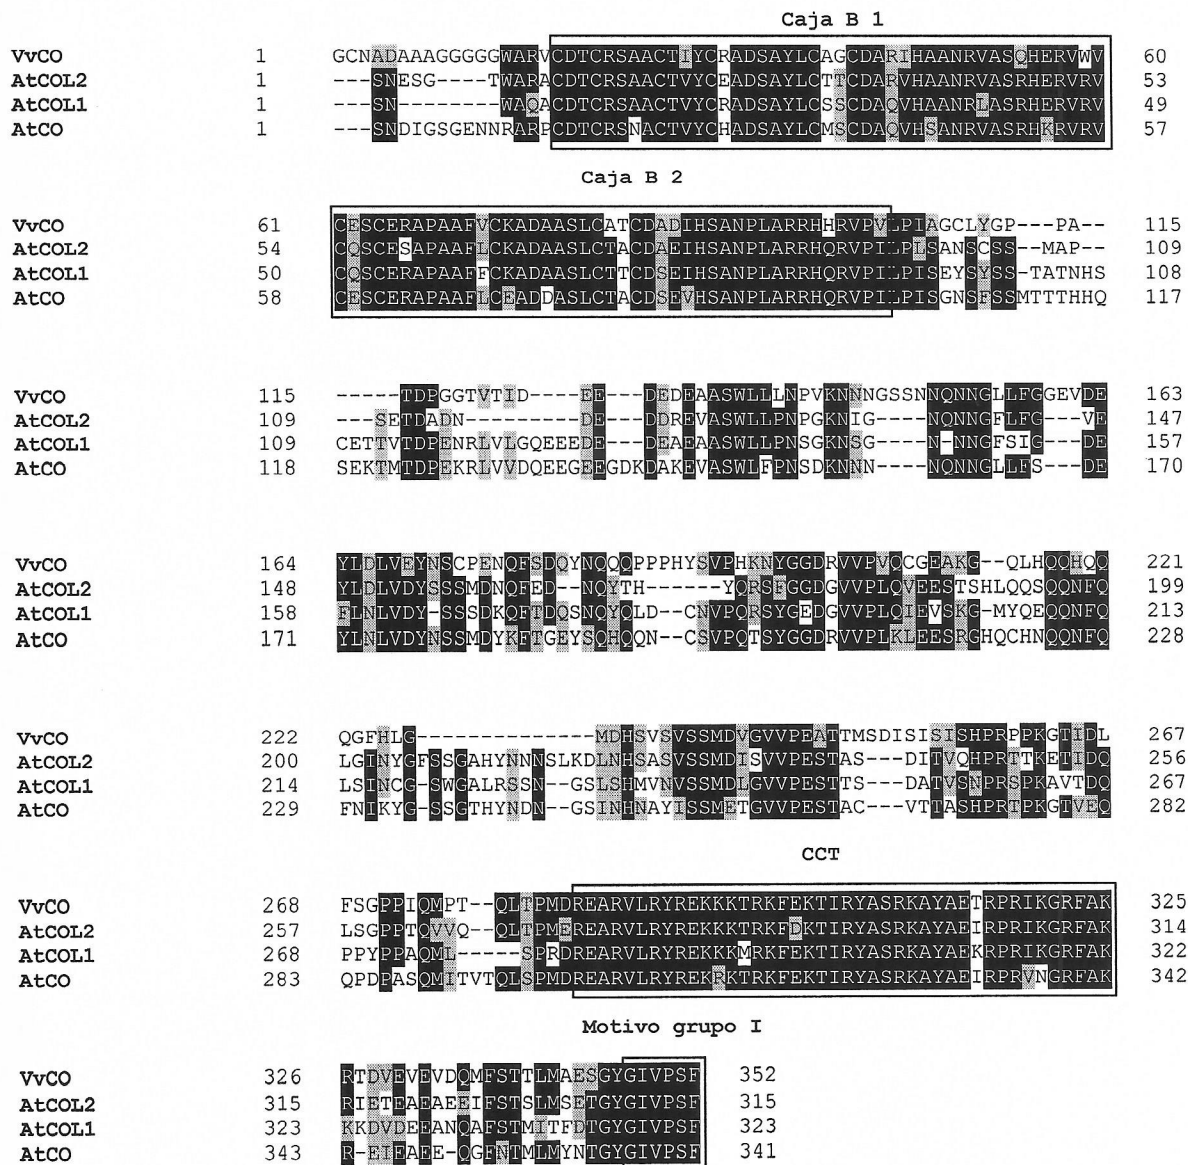 Caja B 1
VvCO 1 GCNADAAAGGGGGWARVCDTCRSAACTIYCRADSAYLCAGCDARIHAANRVASQHERVWV 60
AtCOL2 1 ---SNESG----TWARACDTCRSAACTVYCEADSAYLCTTCDARVHAANRVASRHERVRV 53
AtCOL1 1 ---SN-------WAQACDTCRSAACTVYCRADSAYLCSSCDAQVHAANRLASRHERVRV 49
AtCO 1 ---SNDIGSGENNRARPCDTCRSNACTVYCHADSAYLCMSCDAQVHSANRVASRHKRVRV 57
Caja B 2
VvCO 61 CESCERAPAAFVCKADAASLCATCDADIHSANPLARRHHRVPVLPIAGCLYGP---PA-- 115
AtCOL2 54 CQSCESAPAAFLCKADAASLCTACDAEIHSANPLARRHQRVPILPLSANSCSS--MAP-- 109
AtCOL1 50 CQSCERAPAAFFCKADAASLCTTCDSEIHSANPLARRHQRVPILPISEYSYSS-TATNHS 108
AtCO 58 CESCERAPAAFLCEADDASLCTACDSEVHSANPLARRHQRVPILPISGNSFSSMTTTHHQ 117
VvCO 115 -----TDPGGTVTID----EE---DEDEAASWLLLNPVKNNNGSSNNQNNGLLFGGEVDE 163
AtCOL2 109 ---SETDADN-----------DDREVASWLLPNPGKNIG----NQNNGFLFG---VE 147
AtCOL1 109 CETTVTDPENRLVLGQEEEDE---DEAEAASWLLPNSGKNSG----N-NNGFSIG---DE 157
AtCO 118 SEKTMTDPEKRLVVDQEEGEEGDKDAKEVASWLFPNSDKNNN----NQNNGLLFS---DE 170
VvCO 164 YLDLVEYNSCPENQFSDQYNQQQPPPHYSVPHKNYGGDRVVPVQCGEAKG--QLHQQHQQ 221
AtCOL2 148 YLDLVDYSSSMDNQFED--NQYTH------YQRSFGGDGVVPLQVEESTSHLQQSQQNFQ 199
AtCOL1 158 FLNLVDY-SSSDKQFTDQSNQYQLD--CNVPQRSYGEDGVVPLQIEVSKG-MYQEQQNFQ 213
AtCO 171 YLNLVDYNSSMDYKFTGEYSQHQQN--CSVPQTSYGGDRVVPLKLEESRGHQCHNQQNFQ 228
VvCO 222 QGFHLG--------------MDHSVSVSSMDVGVVPEATTMSDISISISHPRPPKGTIDL 267
AtCOL2 200 LGINYGFSSGAHYNNNSLKDLNHSASVSSMDISVVPESTAS--DITVQHPRTTKETIDQ 256
AtCOL1 214 LSINCG-SWGALRSSNG---SLSHMVNVSSMDLGVVPESTTS--DATVSNPRSPKAVTDQ 267
AtCO 229 FNIKYG-SSGTHYNDN--GSINHNAYISSMETGVVPESTAC---VTTASHPRTPKGTVEQ 282
CCT
VvCO 268 FSGPPIQMPT--QLTPMDREARVLRYREKKKTRKFEKTIRYASRKAYAETRPRIKGRFAK 325
AtCOL2 257 LSGPPTQVVQ--QLTPMEREARVLRYREKKKTRKFDKTIRYASRKAYAEIRPRIKGRFAK 314
AtCOL1 268 PPYPPAQML-----SPRDREARVLRYREKKKMRKFEKTIRYASRKAYAEKRPRIKGRFAK 322
AtCO 283 QPDPASQMITVTQLSPMDREARVLRYREKRKTRKFEKTIRYASRKAYAEIRPRVNGRFAK 342
Motivo grupo I
VvCO 326 RTDVEVEVDQMFSTTLMAESGYGIVPSF 352
AtCOL2 315 RIETEAEAEEIFSTSLMSETGYGIVPSF 315
AtCOL1 323 KKDVDEEANQAFSTMITFDTGYGIVPSF 323
AtCO 343 R-EIEAEE-QGFNTMLMYNTGYGIVPSF 341